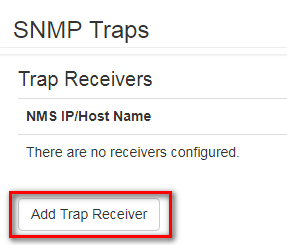 SNMP Traps
Trap Receivers
NMS IP/Host Name
There are no receivers configured.
Add Trap Receiver